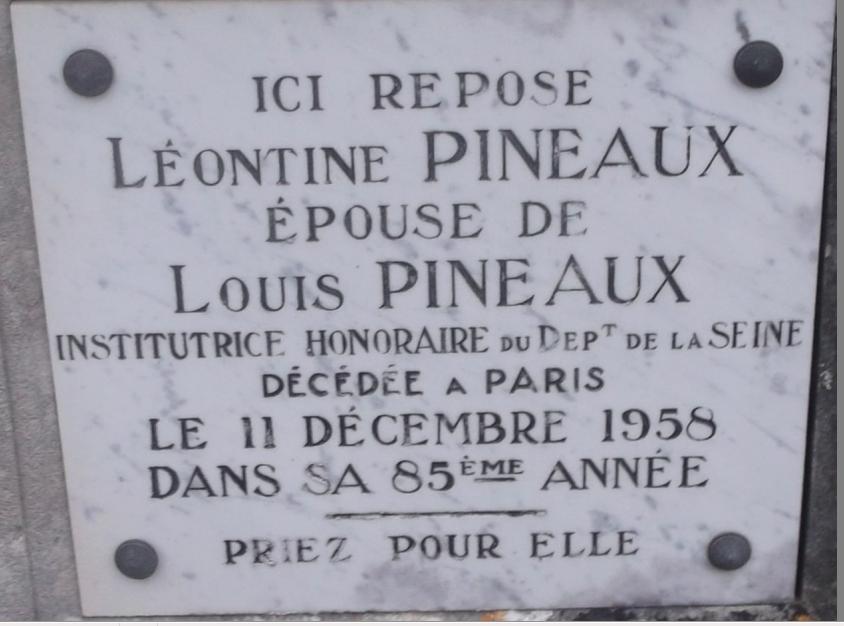 ICI REPOSE
LÉONTINE PINEAUX
ÉPOUSE DE
LOUIS PINEAUX
INSTITUTRICE HONORAIRE DU DEPT DE LA SEINE
DÉCÉDÉE A PARIS
LE 11 DÉCEMBRE 1958
DANS SA 85ÈME ANNÉE
PRIEZ POUR ELLE